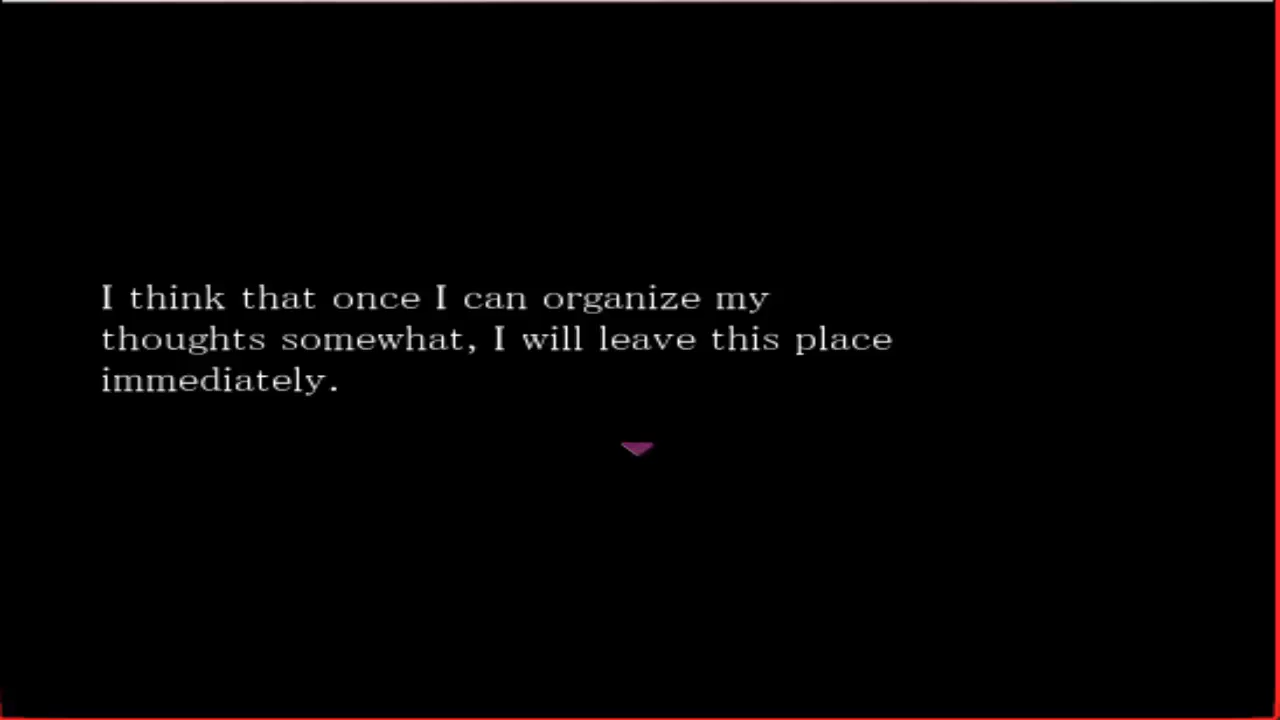 I think that once I can organize my
thoughts somewhat, I will leave this place
immediately.